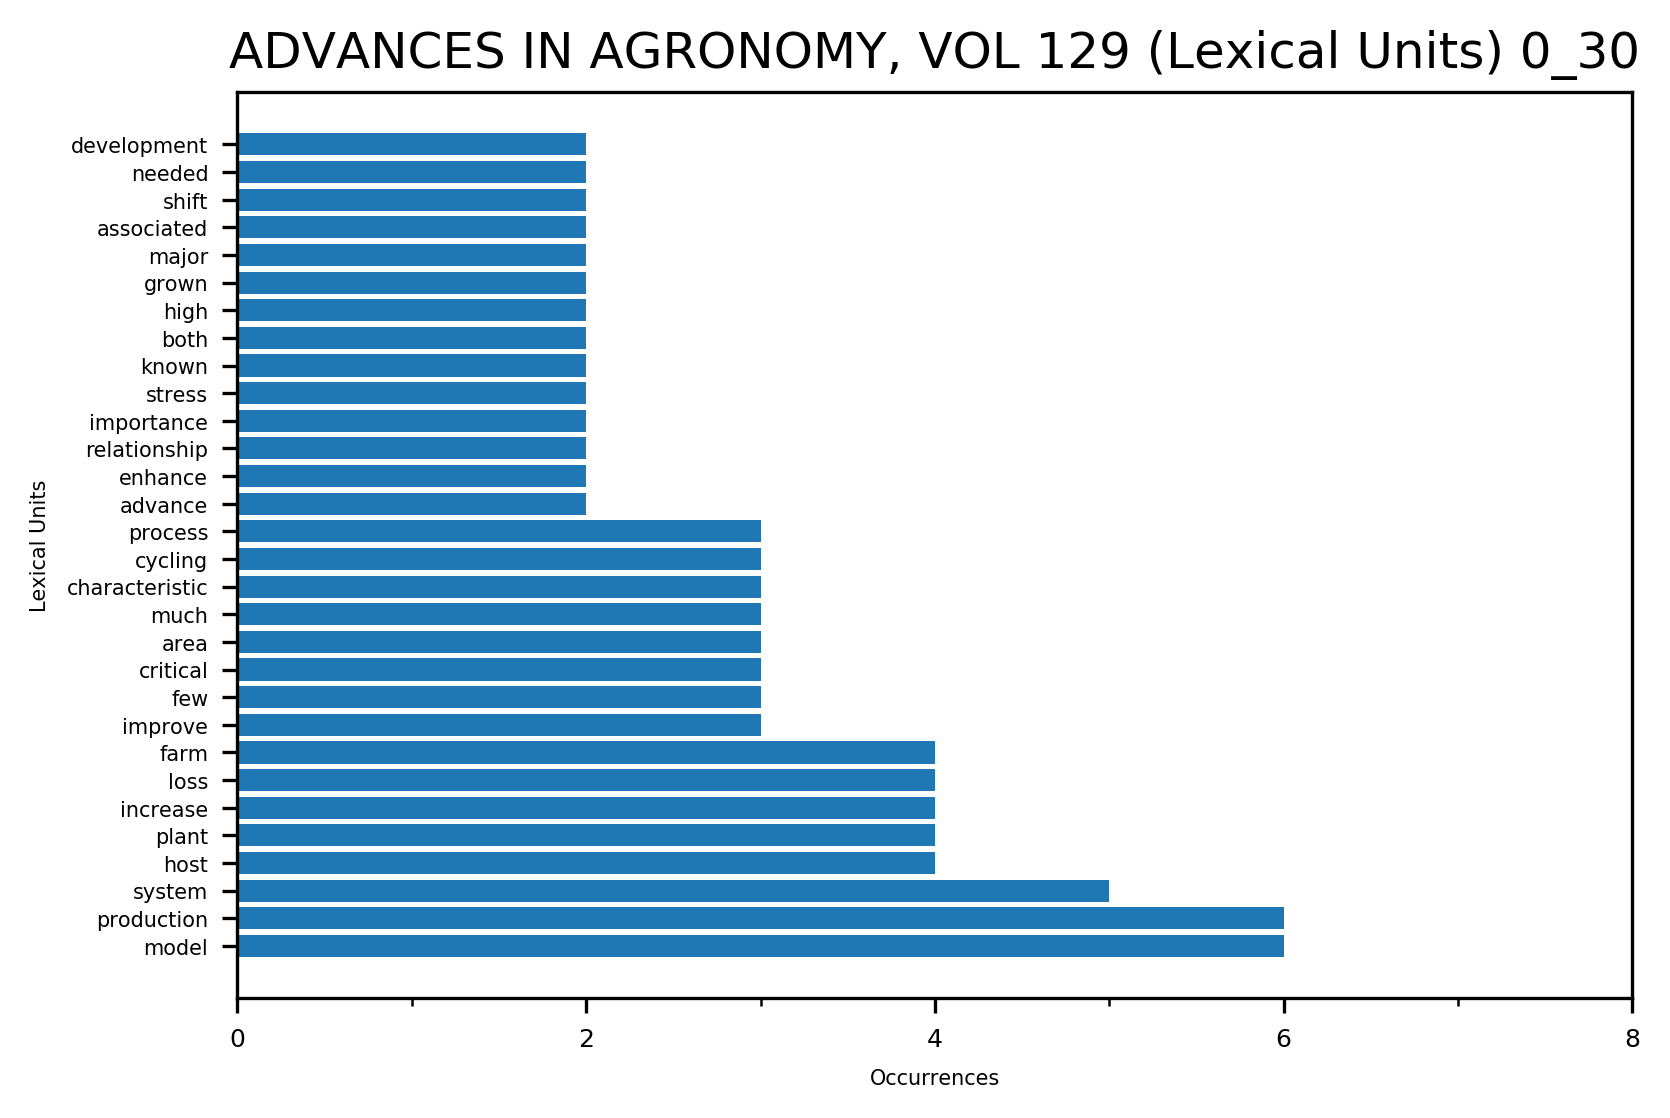 ADVANCES IN AGRONOMY, VOL 129 (Lexical Units) 0_30
Lexical Units
development
needed
shift
associated
major
grown
high
both
known
stress
importance
relationship
enhance
advance
process
cycling
characteristic
much
area
critical
few
improve
farm
loss
increase
plant
host
system
production
model
0 2 4 6 8
Occurrences